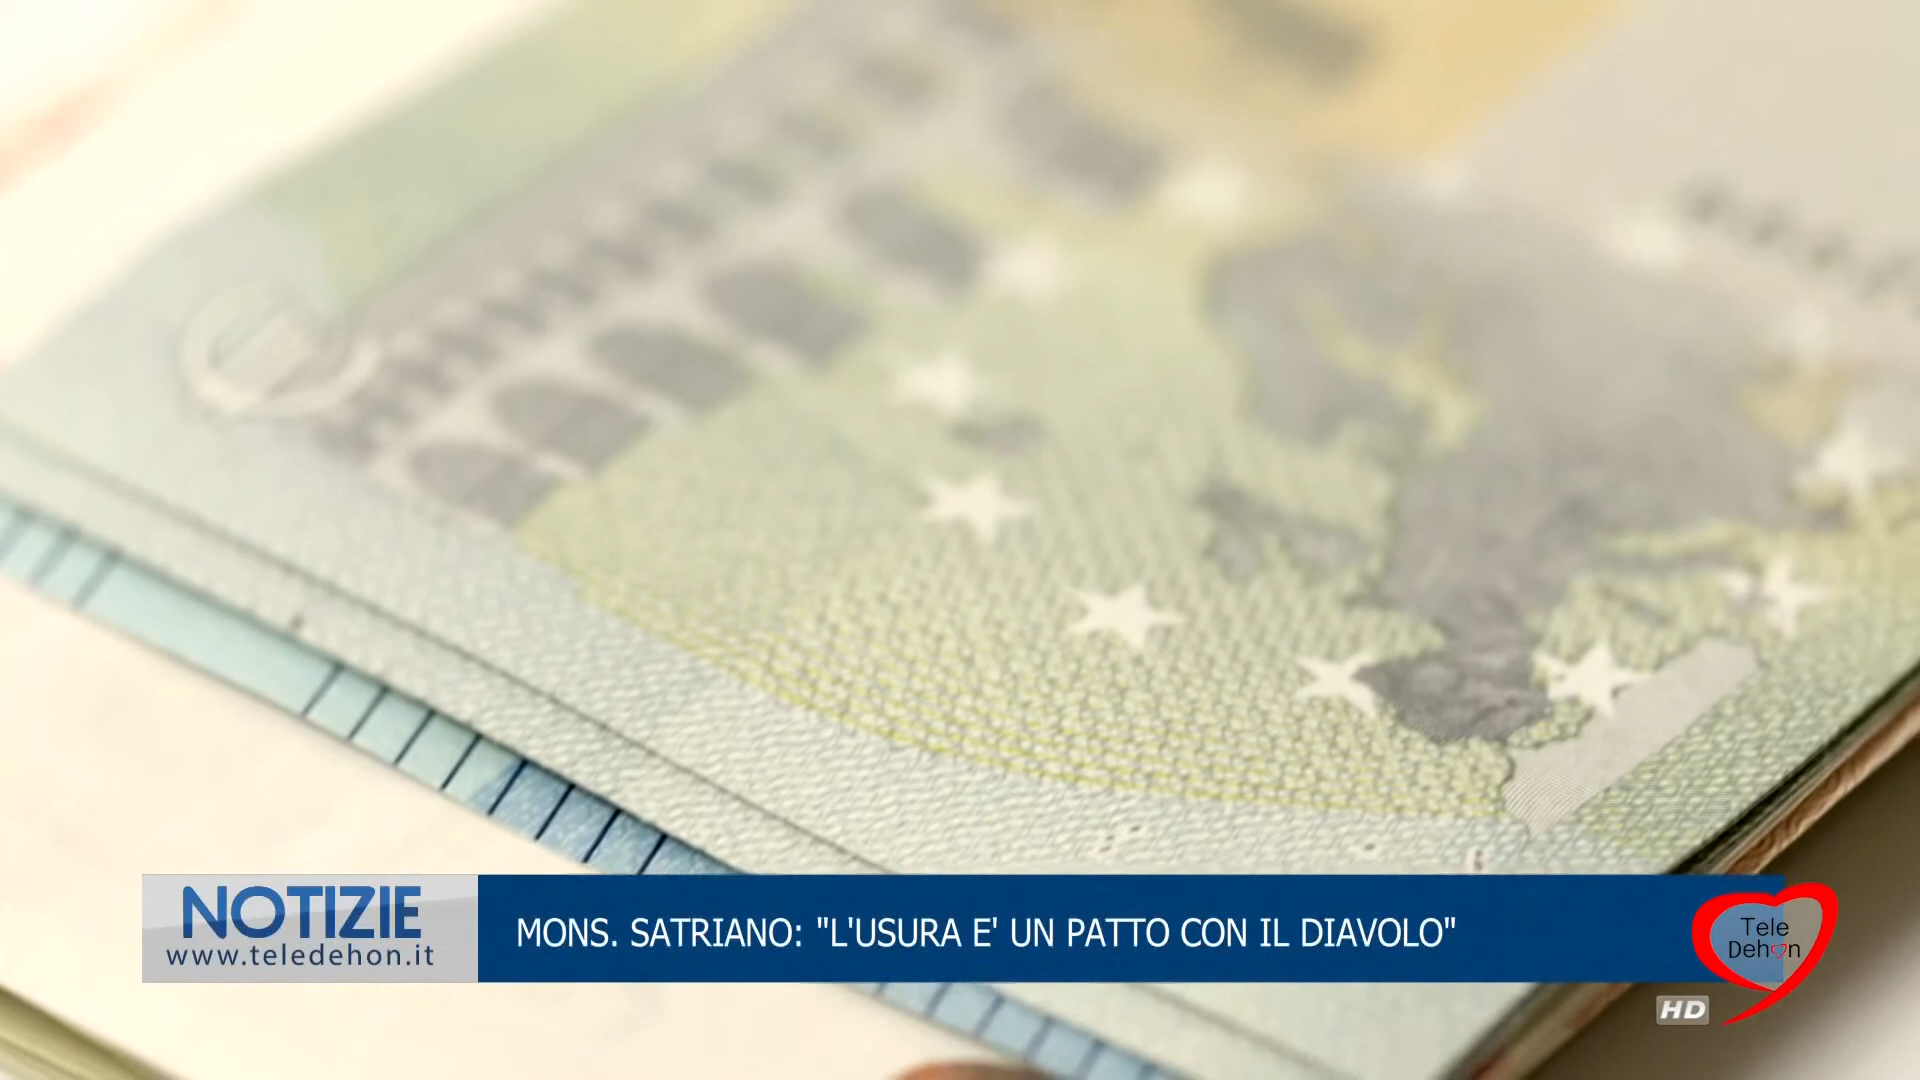 NOTIZIE
www.teledehon.it
MONS. SATRIANO: "L'USURA E' UN PATTO CON IL DIAVOLO"
Tele
Dehon
HD